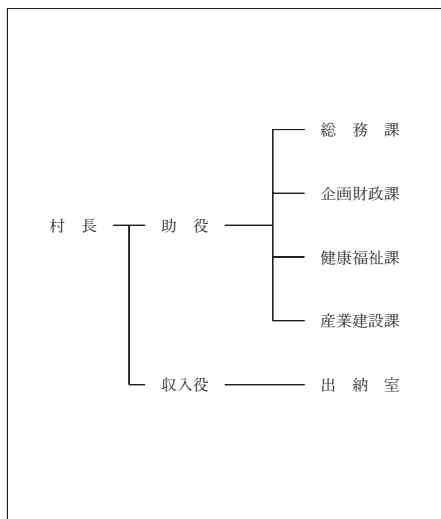 総務課
企画財政課
村長
助役
健康福祉課
産業建設課
収入役
出納室